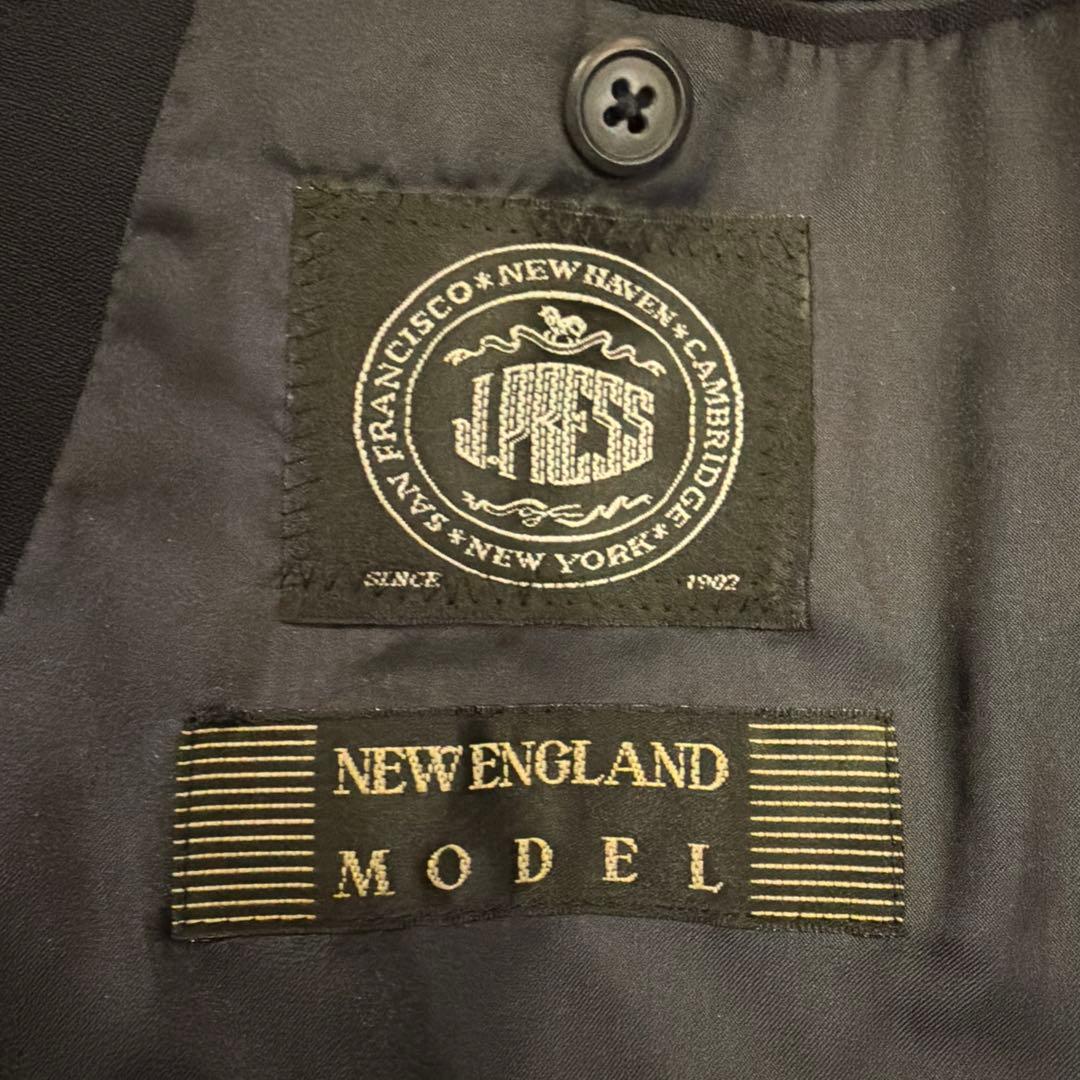 SAN FRANCISCO * NEW HAVEN * CAMBRIDGE * NEW YORK *
J.PRESS
SINCE 1902
NEW ENGLAND
MODEL